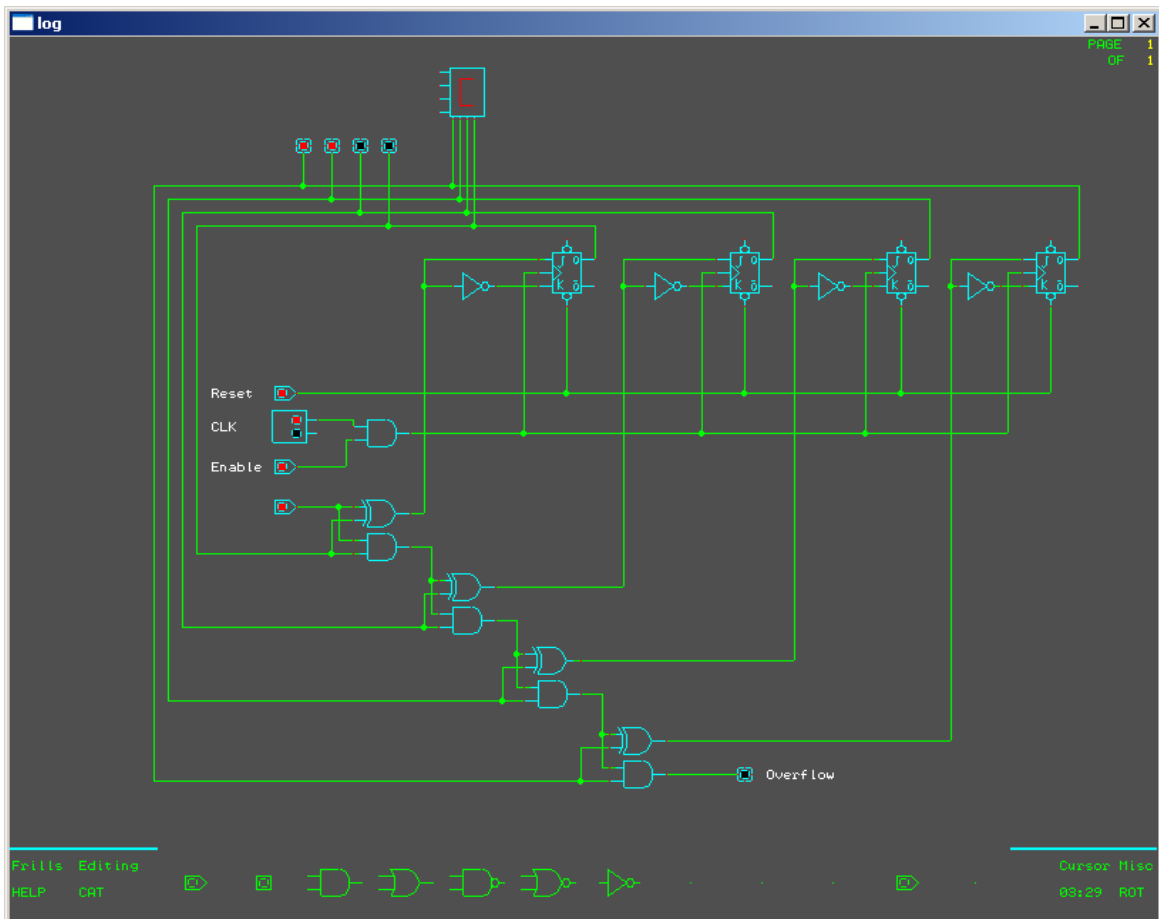 log
PAGE 1
OF 1
J Q
K Q̄
J Q
K Q̄
J Q
K Q̄
J Q
K Q̄
Reset
CLK
Enable
Overflow
Frills Editing
HELP CAT
Cursor Misc
03:29 ROT